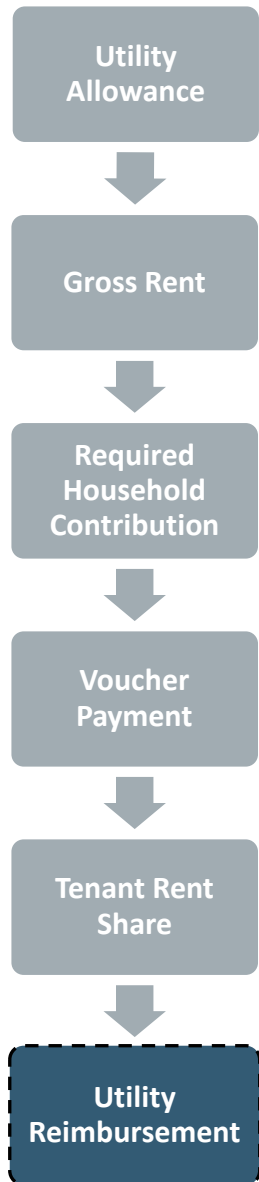 Utility
Allowance
Gross Rent
Required
Household
Contribution
Voucher
Payment
Tenant Rent
Share
Utility
Reimbursement